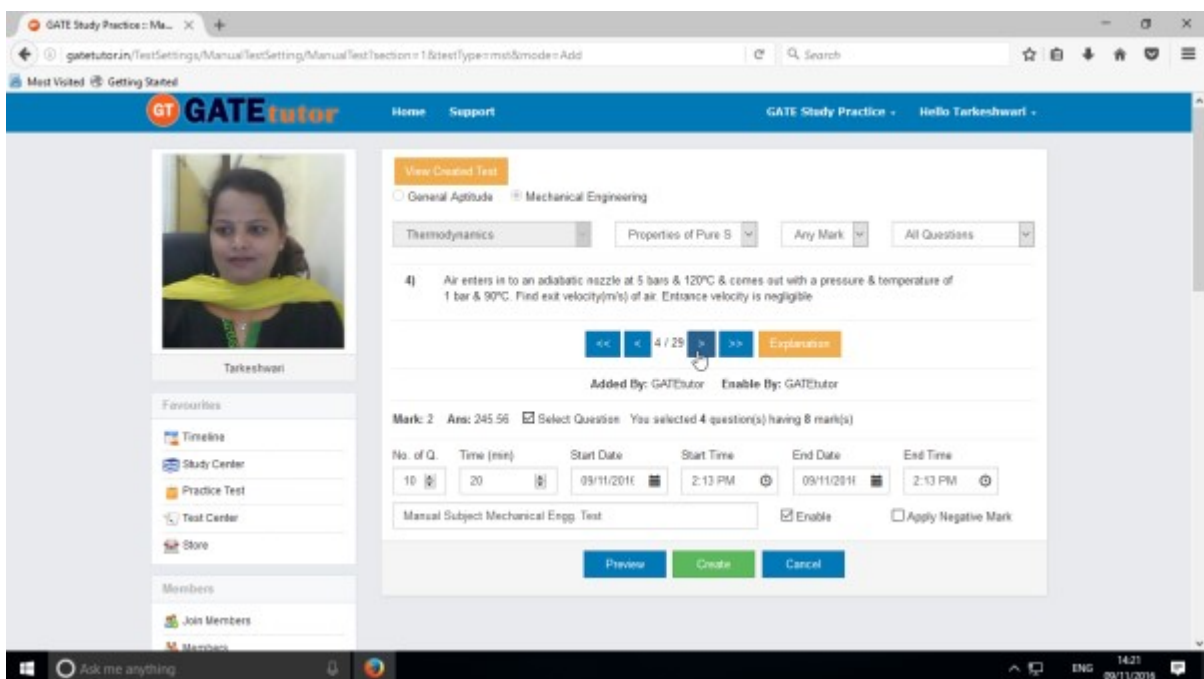 GATE Study Practice :: Ma...
gatetutor.in/TestSettings/ManualTestSetting/ManualTest?section=1&testType=mst&mode=Add
Search
Most Visited Getting Started
GT GATEtutor Home Support GATE Study Practice Hello Tarkeshwari
View Created Test
General Aptitude Mechanical Engineering
Thermodynamics Properties of Pure S Any Mark All Questions
4) Air enters in to an adiabatic nozzle at 5 bars & 120ºC & comes out with a pressure & temperature of
1 bar & 90ºC. Find exit velocity(m/s) of air. Entrance velocity is negligible
<< < 4 / 29 > >> Explanation
Tarkeshwari
Added By: GATEtutor Enable By: GATEtutor
Favourites
Mark: 2 Ans: 245.56 Select Question You selected 4 question(s) having 8 mark(s)
Timeline
Study Center
Practice Test
Test Center
Store
No. of Q. Time (min) Start Date Start Time End Date End Time
10 20 09/11/201 2:13 PM 09/11/201 2:13 PM
Manual Subject Mechanical Engg. Test Enable Apply Negative Mark
Preview Create Cancel
Members
Join Members
Members
Ask me anything
ENG 14:21
09/11/2016